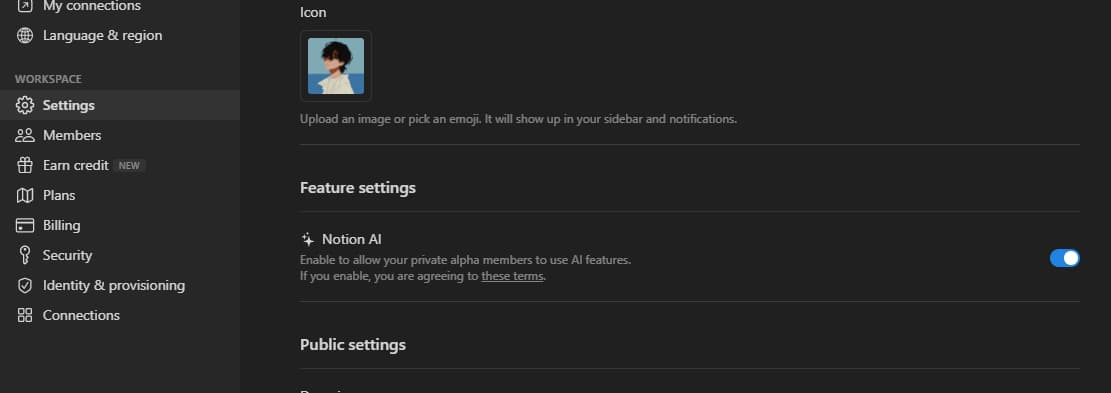 My connections
Language & region
WORKSPACE
Settings
Members
Earn credit NEW
Plans
Billing
Security
Identity & provisioning
Connections
Icon
Upload an image or pick an emoji. It will show up in your sidebar and notifications.
Feature settings
Notion AI
Enable to allow your private alpha members to use AI features.
If you enable, you are agreeing to these terms.
Public settings